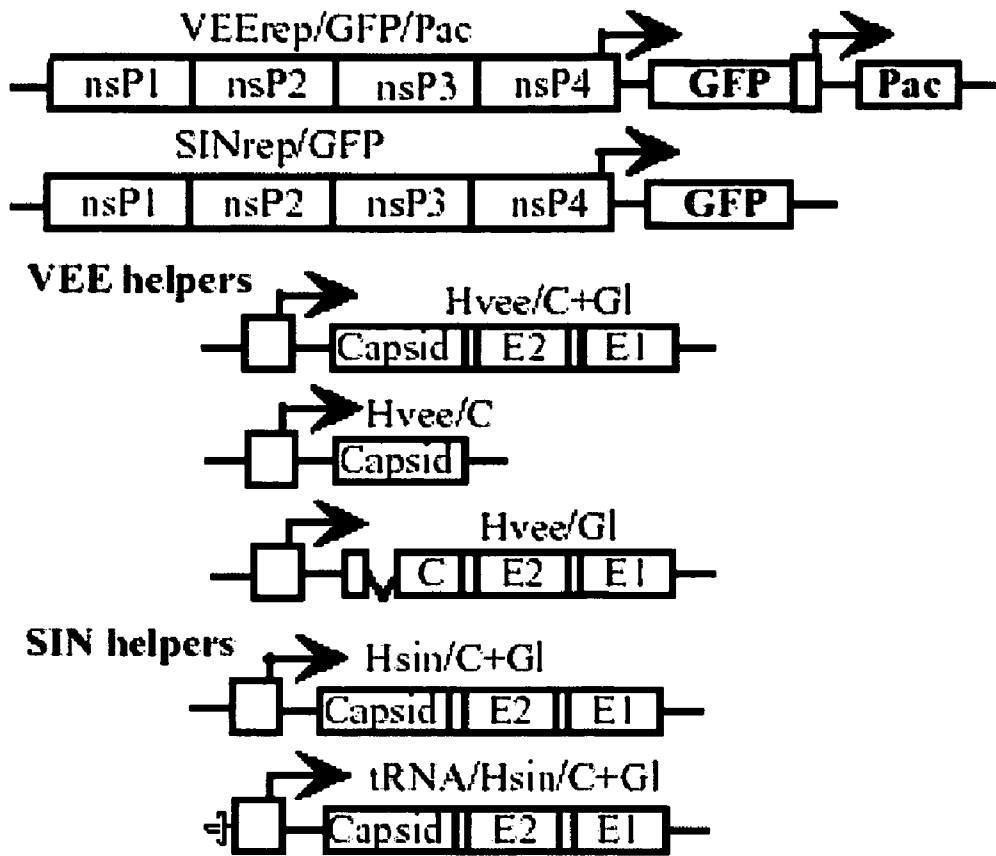 VEErep/GFP/Pac
nsP1 nsP2 nsP3 nsP4 GFP Pac
SINrep/GFP
nsP1 nsP2 nsP3 nsP4 GFP
VEE helpers
Hvee/C+Gl
Capsid E2 E1
Hvee/C
Capsid
Hvee/Gl
C E2 E1
SIN helpers
Hsin/C+Gl
Capsid E2 E1
tRNA/Hsin/C+Gl
Capsid E2 E1